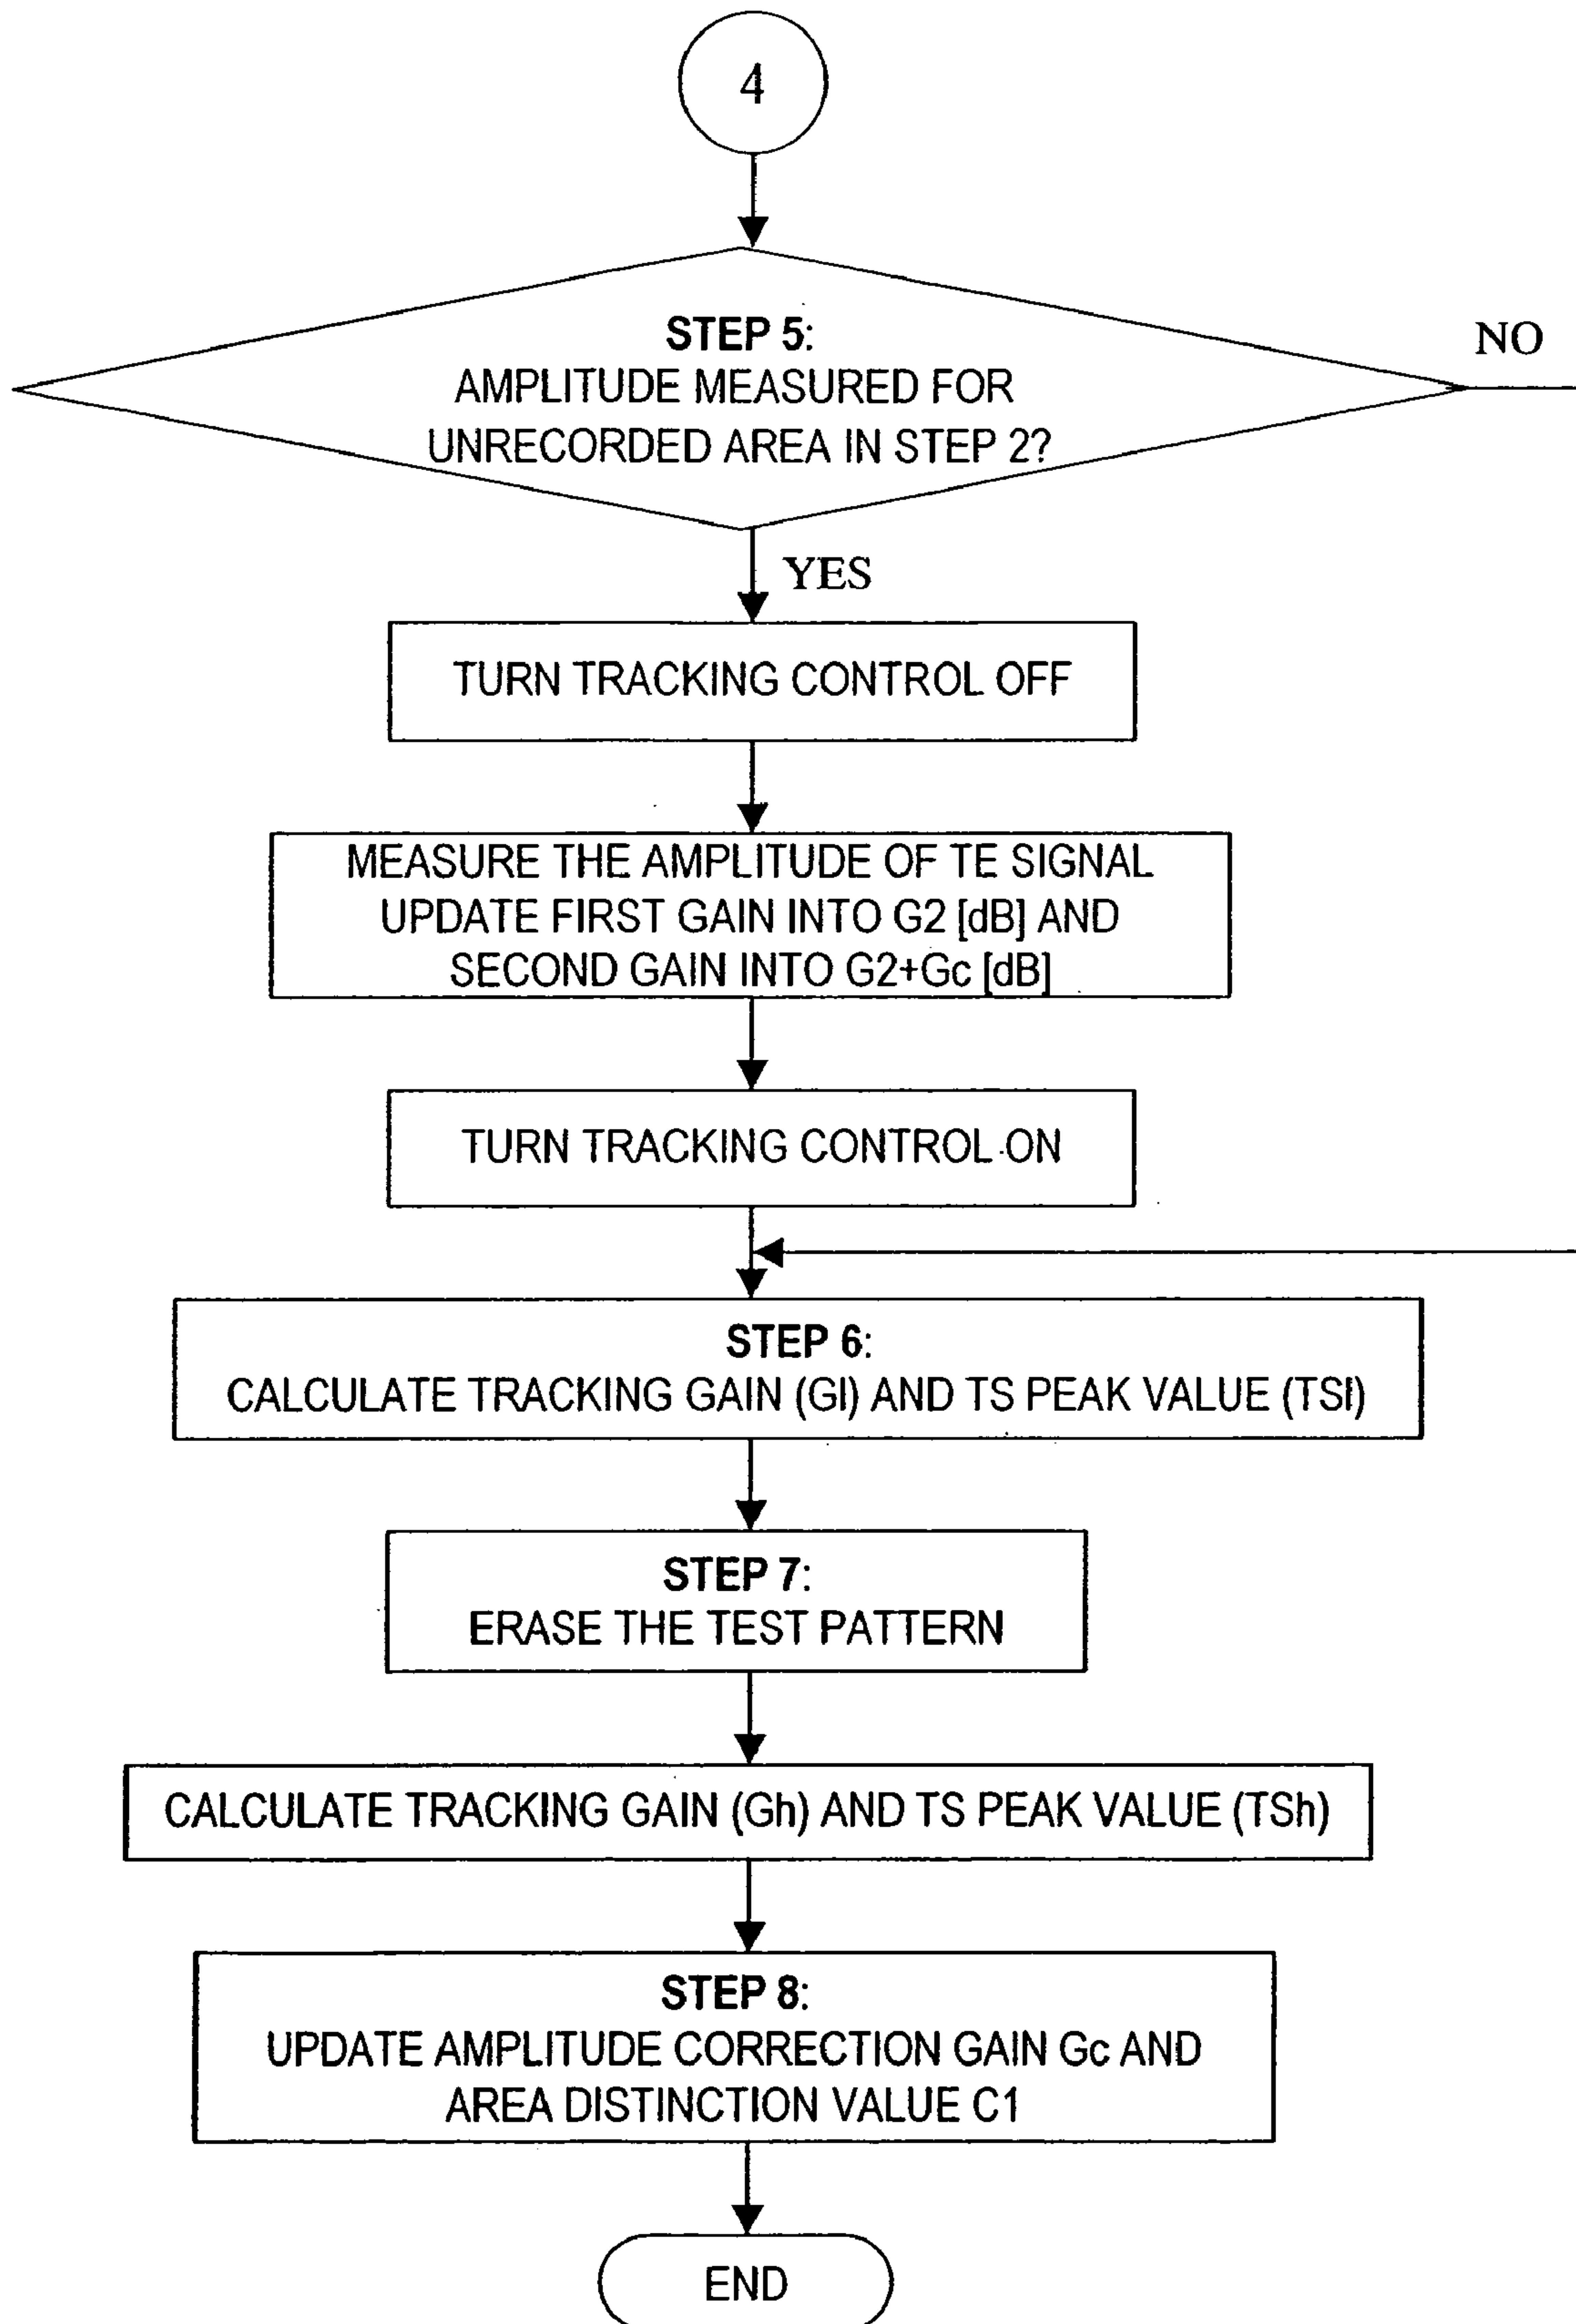 4
STEP 5:
AMPLITUDE MEASURED FOR
UNRECORDED AREA IN STEP 2?
NO
YES
TURN TRACKING CONTROL OFF
MEASURE THE AMPLITUDE OF TE SIGNAL
UPDATE FIRST GAIN INTO G2 [dB] AND
SECOND GAIN INTO G2+Gc [dB]
TURN TRACKING CONTROL ON
STEP 6:
CALCULATE TRACKING GAIN (Gl) AND TS PEAK VALUE (TSl)
STEP 7:
ERASE THE TEST PATTERN
CALCULATE TRACKING GAIN (Gh) AND TS PEAK VALUE (TSh)
STEP 8:
UPDATE AMPLITUDE CORRECTION GAIN Gc AND
AREA DISTINCTION VALUE C1
END